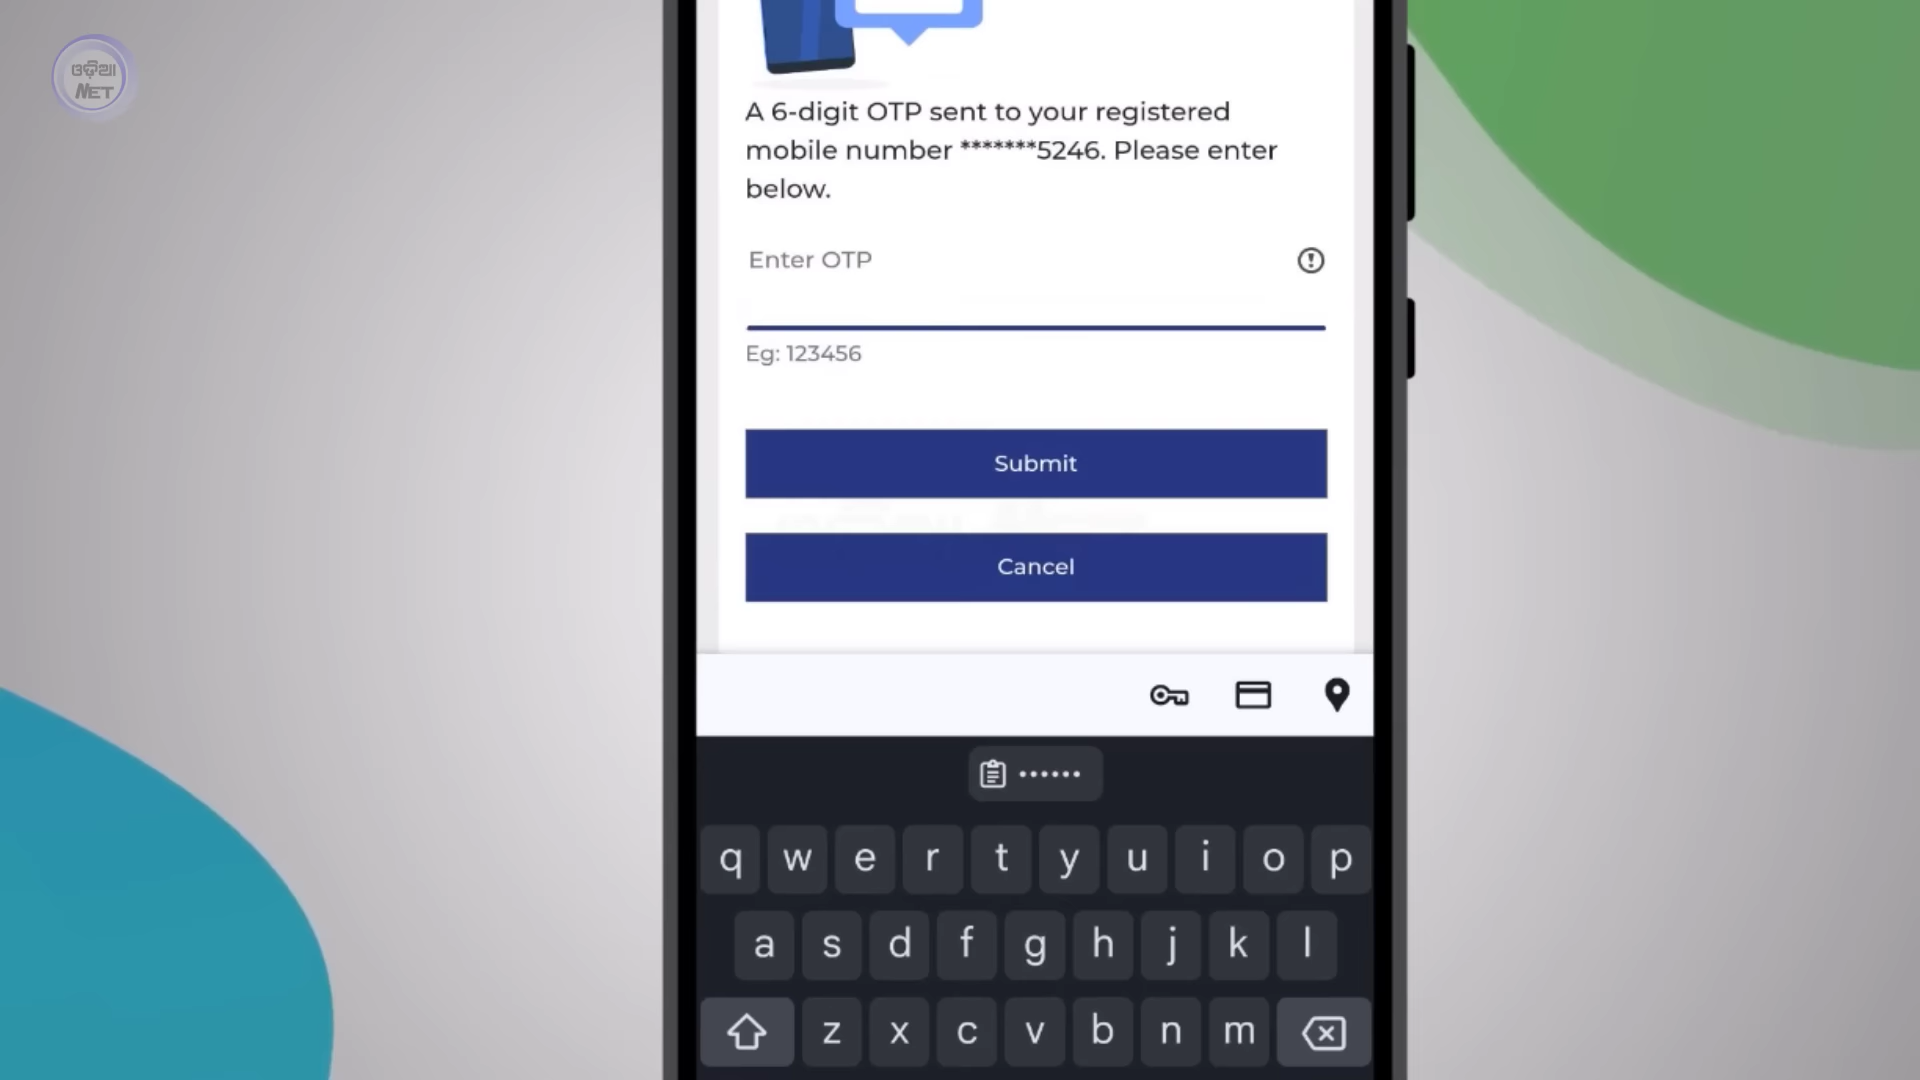 ଓଡ଼ିଆ
NET
A 6-digit OTP sent to your registered
mobile number *******5246. Please enter
below.
Enter OTP
Eg: 123456
Submit
Cancel
q w e r t y u i o p
a s d f g h j k l
z x c v b n m